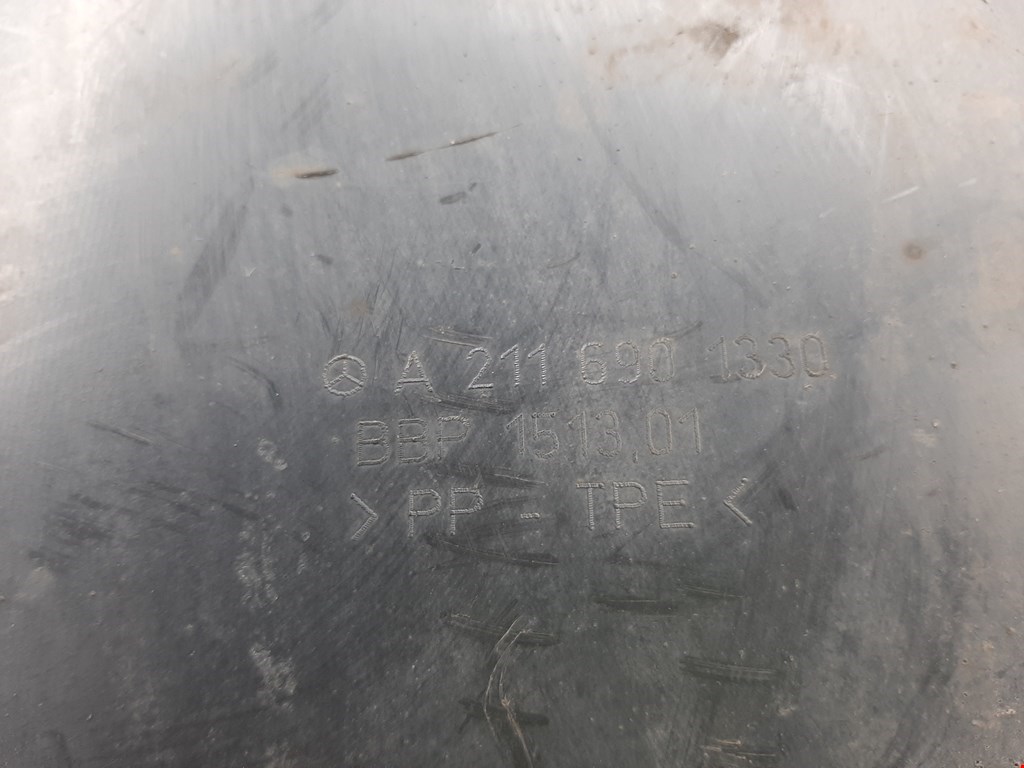 A 211 690 1330
BBP 1513.01
> PP - TPE <